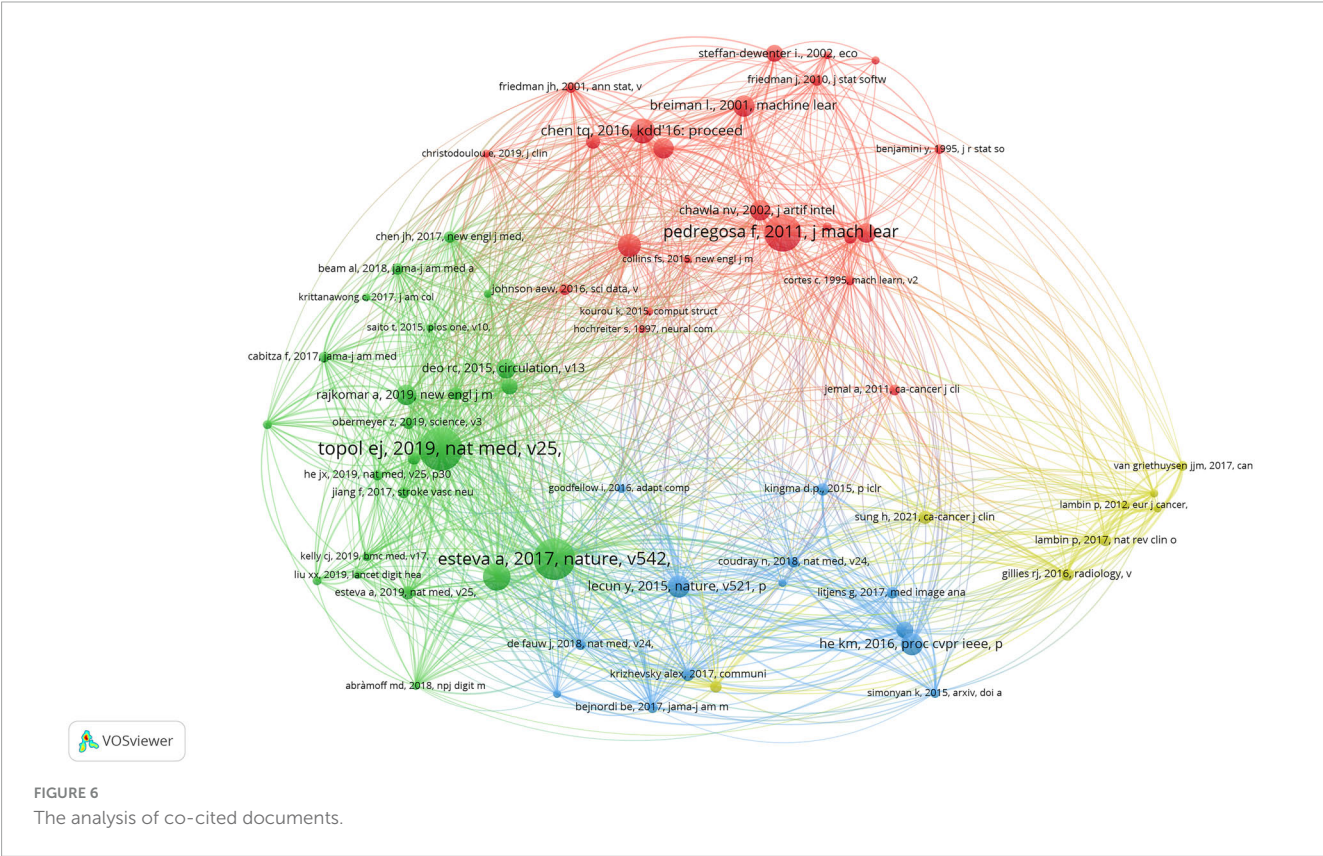 steffan-dewenter i., 2002, eco
friedman j, 2010, j stat softw
friedman jh, 2001, ann stat, v
breiman l., 2001, machine lear
chen tq, 2016, kdd'16: proceed
christodoulou e, 2019, j clin
benjamini y, 1995, j r stat so
chawla nv, 2002, j artif intel
pedregosa f, 2011, j mach lear
chen jh, 2017, new engl j med,
collins fs, 2015, new engl j m
beam al, 2018, jama-j am med a
cortes c, 1995, mach learn, v2
johnson aew, 2016, sci data, v
krittanawong c, 2017, j am col
kourou k, 2015, comput struct
saito t, 2015, plos one, v10,
hochreiter s, 1997, neural com
cabitza f, 2017, jama-j am med
deo rc, 2015, circulation, v13
jemal a, 2011, ca-cancer j cli
rajkomar a, 2019, new engl j m
obermeyer z, 2019, science, v3
topol ej, 2019, nat med, v25,
van griethuysen jjm, 2017, can
he jx, 2019, nat med, v25, p30
goodfellow i, 2016, adapt comp
kingma d.p., 2015, p iclr
jiang f, 2017, stroke vasc neu
lambin p, 2012, eur j cancer,
sung h, 2021, ca-cancer j clin
lambin p, 2017, nat rev clin o
kelly cj, 2019, bmc med, v17,
esteva a, 2017, nature, v542,
coudray n, 2018, nat med, v24,
liu xx, 2019, lancet digit hea
gillies rj, 2016, radiology, v
lecun y, 2015, nature, v521, p
esteva a, 2019, nat med, v25,
litjens g, 2017, med image ana
de fauw j, 2018, nat med, v24,
he km, 2016, proc cvpr ieee, p
krizhevsky alex, 2017, communi
abràmoff md, 2018, npj digit m
simonyan k, 2015, arxiv, doi a
bejnordi be, 2017, jama-j am m
VOSviewer
FIGURE 6
The analysis of co-cited documents.